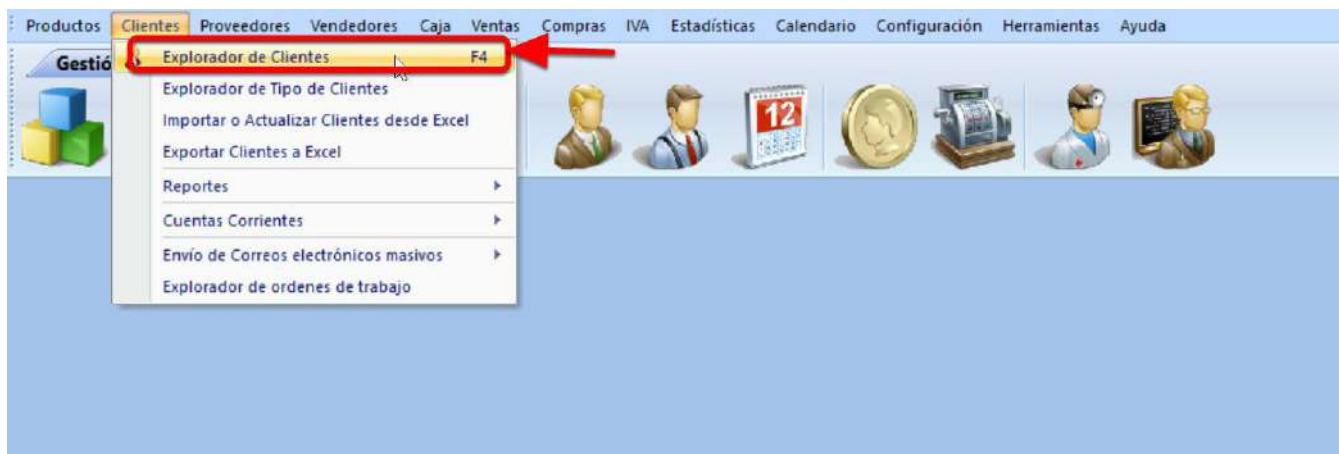 Productos Clientes Proveedores Vendedores Caja Ventas Compras IVA Estadísticas Calendario Configuración Herramientas Ayuda
Gestió
Explorador de Clientes F4
Explorador de Tipo de Clientes
Importar o Actualizar Clientes desde Excel
Exportar Clientes a Excel
Reportes
Cuentas Corrientes
Envío de Correos electrónicos masivos
Explorador de ordenes de trabajo
12